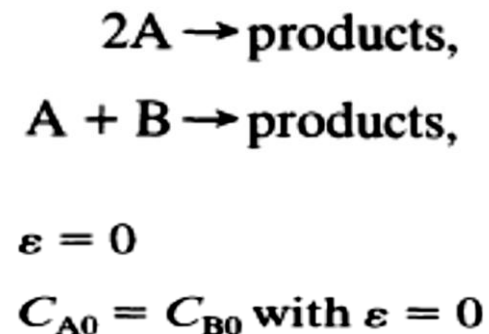 2A → products,
A + B → products,
ε = 0
C_A0 = C_B0 with ε = 0